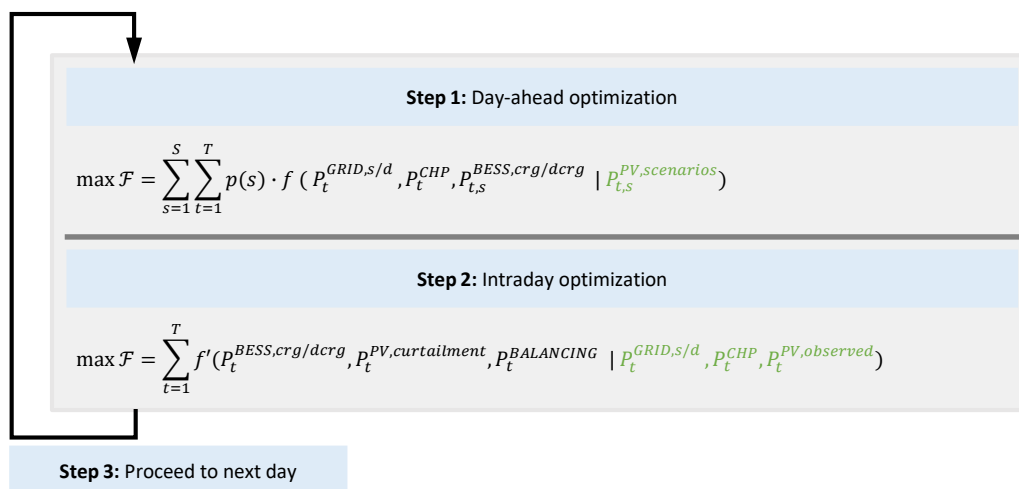 Step 1: Day-ahead optimization
max ℱ = ∑_{s=1}^{S} ∑_{t=1}^{T} p(s) · f ( P_t^{GRID,s/d} , P_t^{CHP}, P_{t,s}^{BESS,crg/dcrg} | P_{t,s}^{PV,scenarios})
Step 2: Intraday optimization
max ℱ = ∑_{t=1}^{T} f′(P_t^{BESS,crg/dcrg}, P_t^{PV,curtailment}, P_t^{BALANCING} | P_t^{GRID,s/d} , P_t^{CHP}, P_t^{PV,observed})
Step 3: Proceed to next day